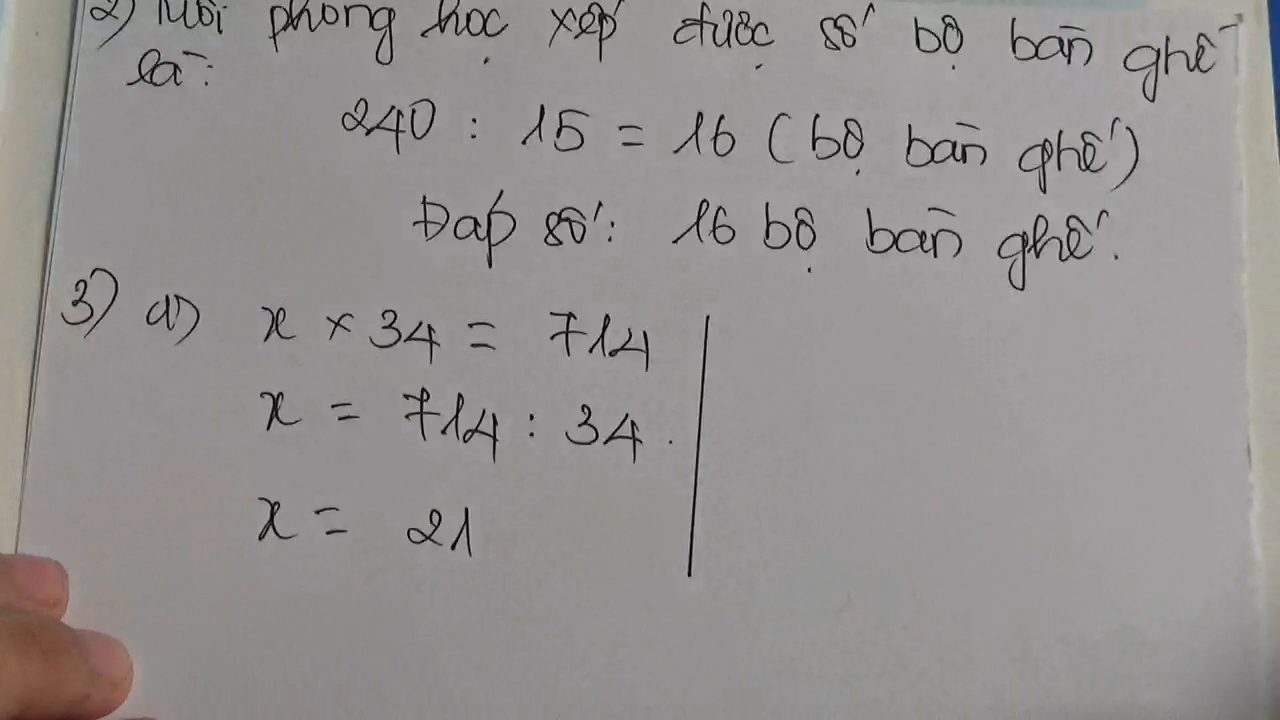 2) Mỗi phòng học xếp được số bộ bàn ghế
là:
240 : 15 = 16 (bộ bàn ghế)
Đáp số: 16 bộ bàn ghế.
3) a) x × 34 = 714
x = 714 : 34.
x = 21